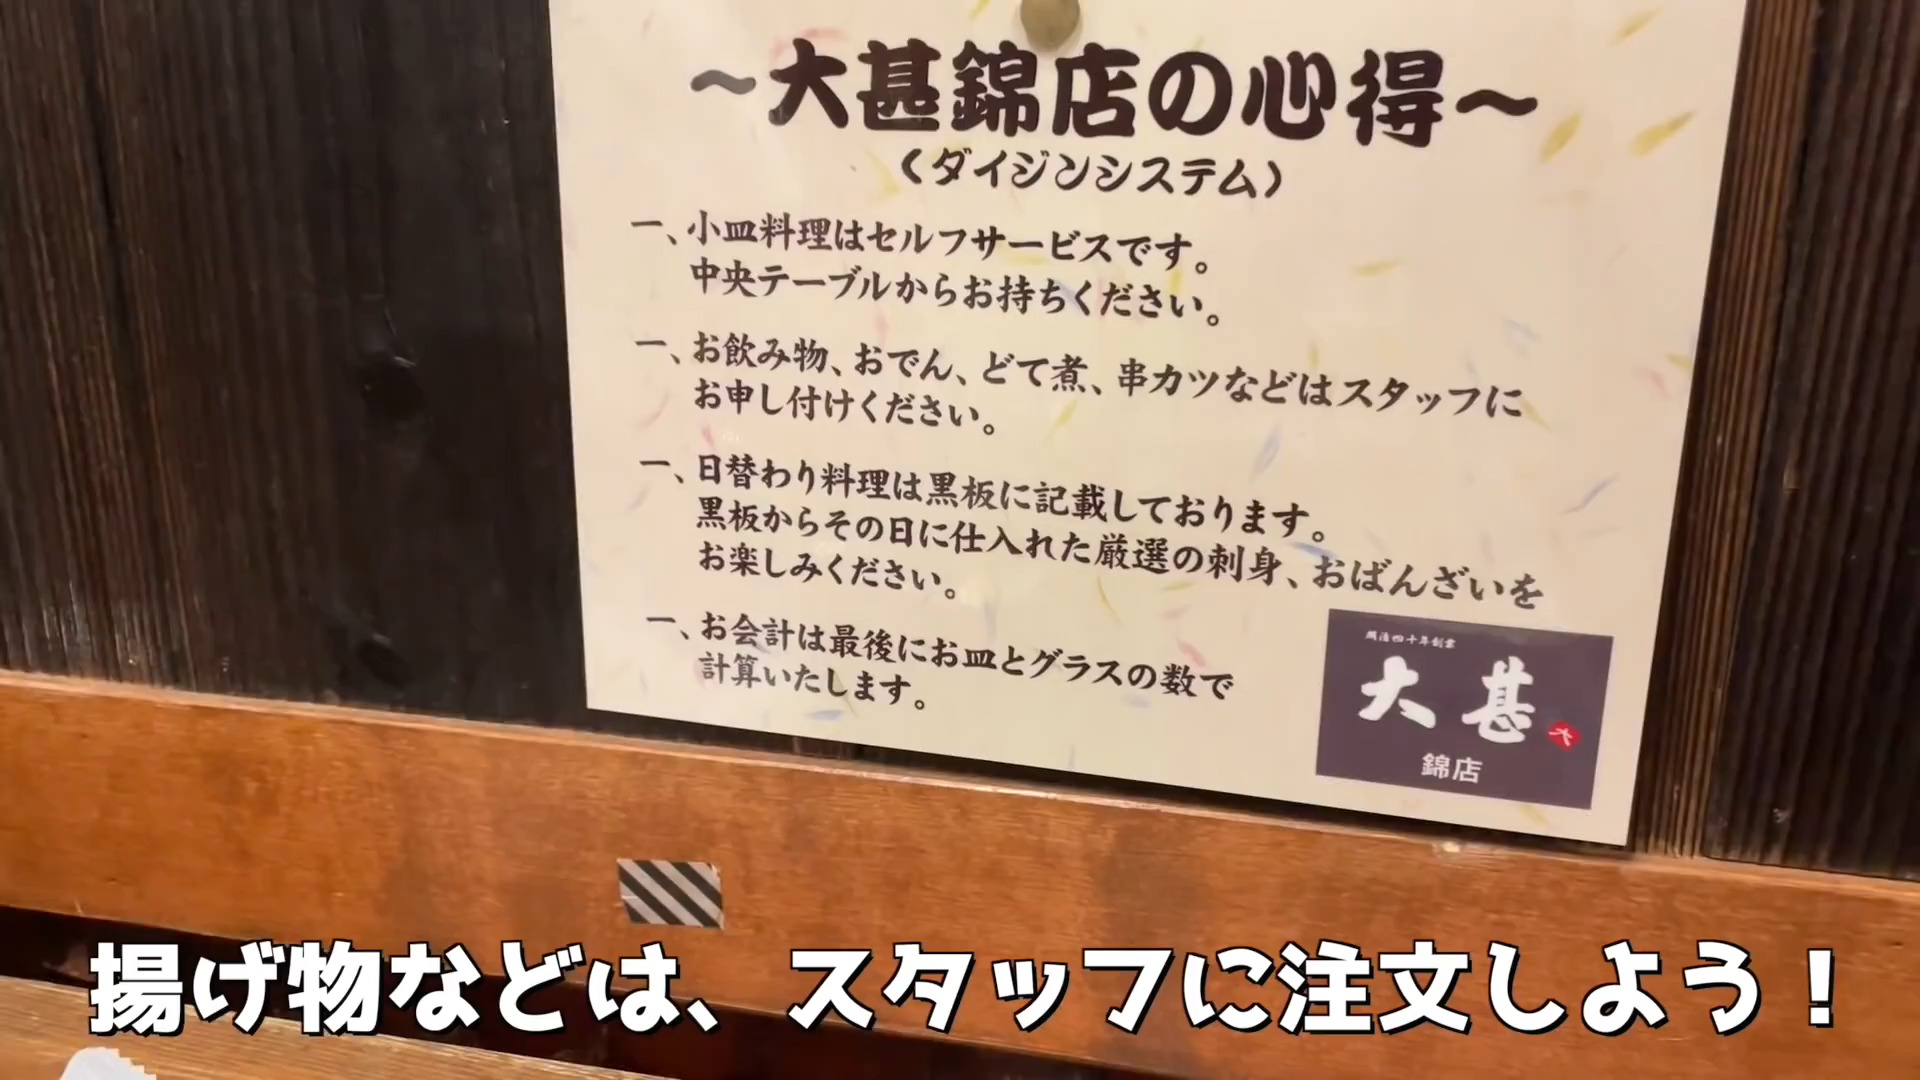 ～大甚錦店の心得～
（ダイジンシステム）
一、小皿料理はセルフサービスです。
中央テーブルからお持ちください。
一、お飲み物、おでん、どて煮、串カツなどはスタッフに
お申し付けください。
一、日替わり料理は黒板に記載しております。
黒板からその日に仕入れた厳選の刺身、おばんざいを
お楽しみください。
一、お会計は最後にお皿とグラスの数で
計算いたします。
明治四十年創業
大甚
大
錦店
揚げ物などは、スタッフに注文しよう！